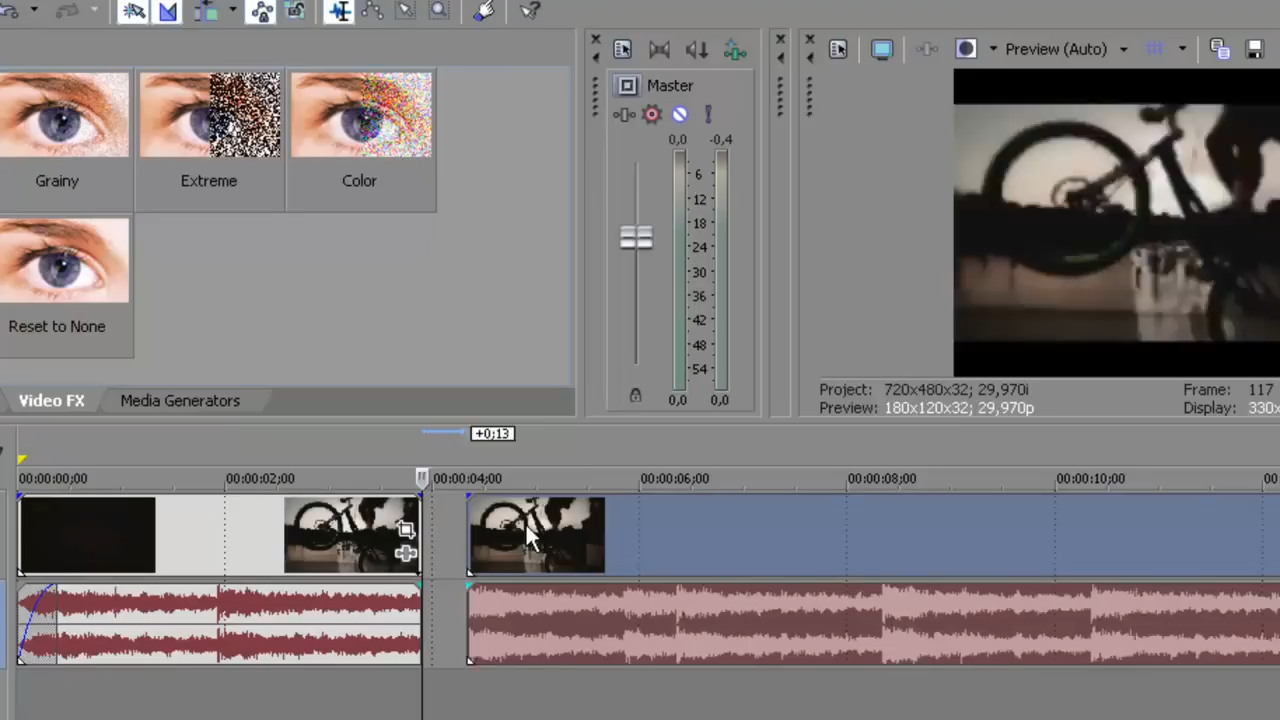 Preview (Auto)
Master
0,0 -0,4
6
12
18
24
30
36
42
48
54
0,0 0,0
Grainy
Extreme
Color
Reset to None
Video FX
Media Generators
Project: 720x480x32; 29,970i
Frame: 117
Preview: 180x120x32; 29,970p
Display: 330x
+0;13
00:00:00;00
00:00:02;00
00:00:04;00
00:00:06;00
00:00:08;00
00:00:10;00
00